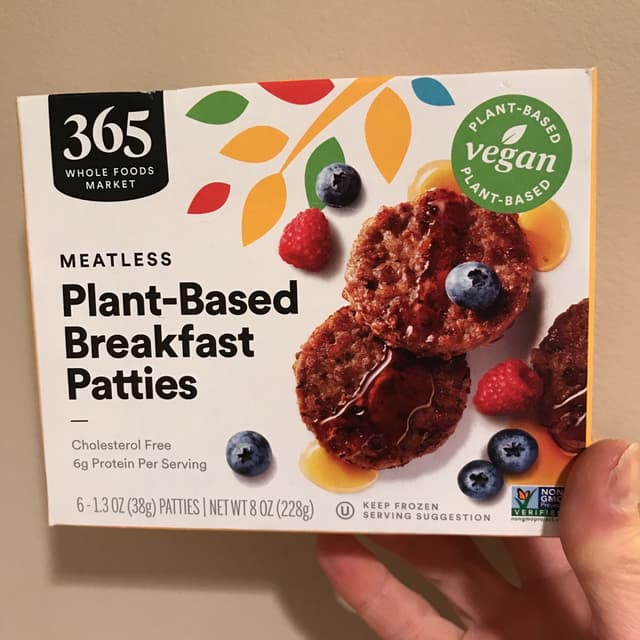 365
WHOLE FOODS
MARKET
PLANT-BASED
vegan
PLANT-BASED
MEATLESS
Plant-Based
Breakfast
Patties
Cholesterol Free
6g Protein Per Serving
6 - 1.3 OZ (38g) PATTIES | NET WT 8 OZ (228g)
U
KEEP FROZEN
SERVING SUGGESTION
NON
GMO
VERIFIE